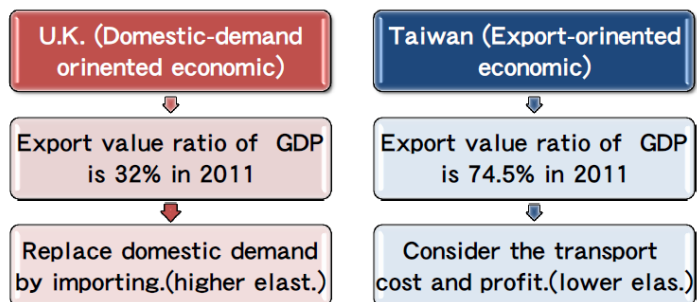 U.K. (Domestic-demand
orinented economic)
Export value ratio of GDP
is 32% in 2011
Replace domestic demand
by importing.(higher elast.)
Taiwan (Export-orinented
economic)
Export value ratio of GDP
is 74.5% in 2011
Consider the transport
cost and profit.(lower elas.)